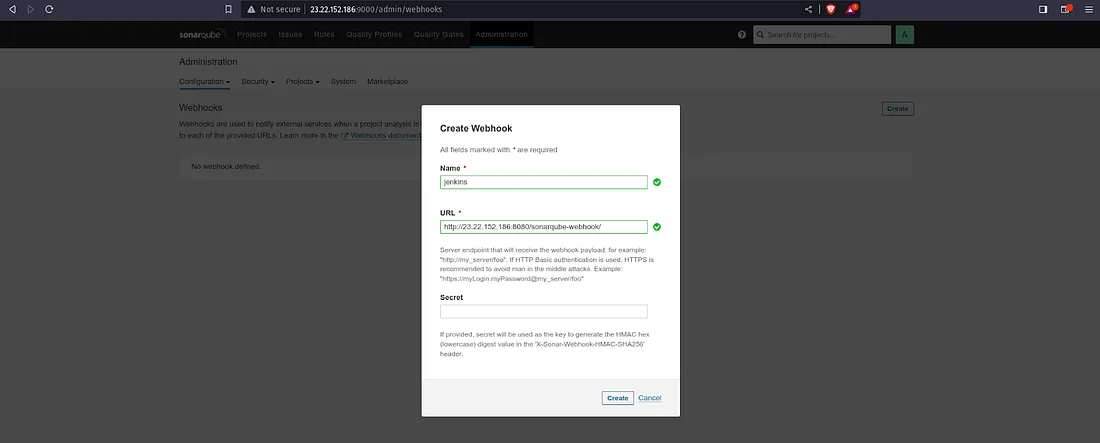 Not secure 23.22.152.186:9000/admin/webhooks
sonarqube Projects Issues Rules Quality Profiles Quality Gates Administration Search for projects... A
Administration
Configuration Security Projects System Marketplace
Webhooks
Create
Webhooks are used to notify external services when a project analysis is
to each of the provided URLs. Learn more in the Webhooks document
No webhook defined.
Create Webhook
All fields marked with * are required
Name *
jenkins
URL *
http://23.22.152.186:8080/sonarqube-webhook/
Server endpoint that will receive the webhook payload, for example:
"http://my_server/foo". If HTTP Basic authentication is used, HTTPS is
recommended to avoid man in the middle attacks. Example:
"https://myLogin:myPassword@my_server/foo"
Secret
If provided, secret will be used as the key to generate the HMAC hex
(lowercase) digest value in the 'X-Sonar-Webhook-HMAC-SHA256'
header.
Create Cancel